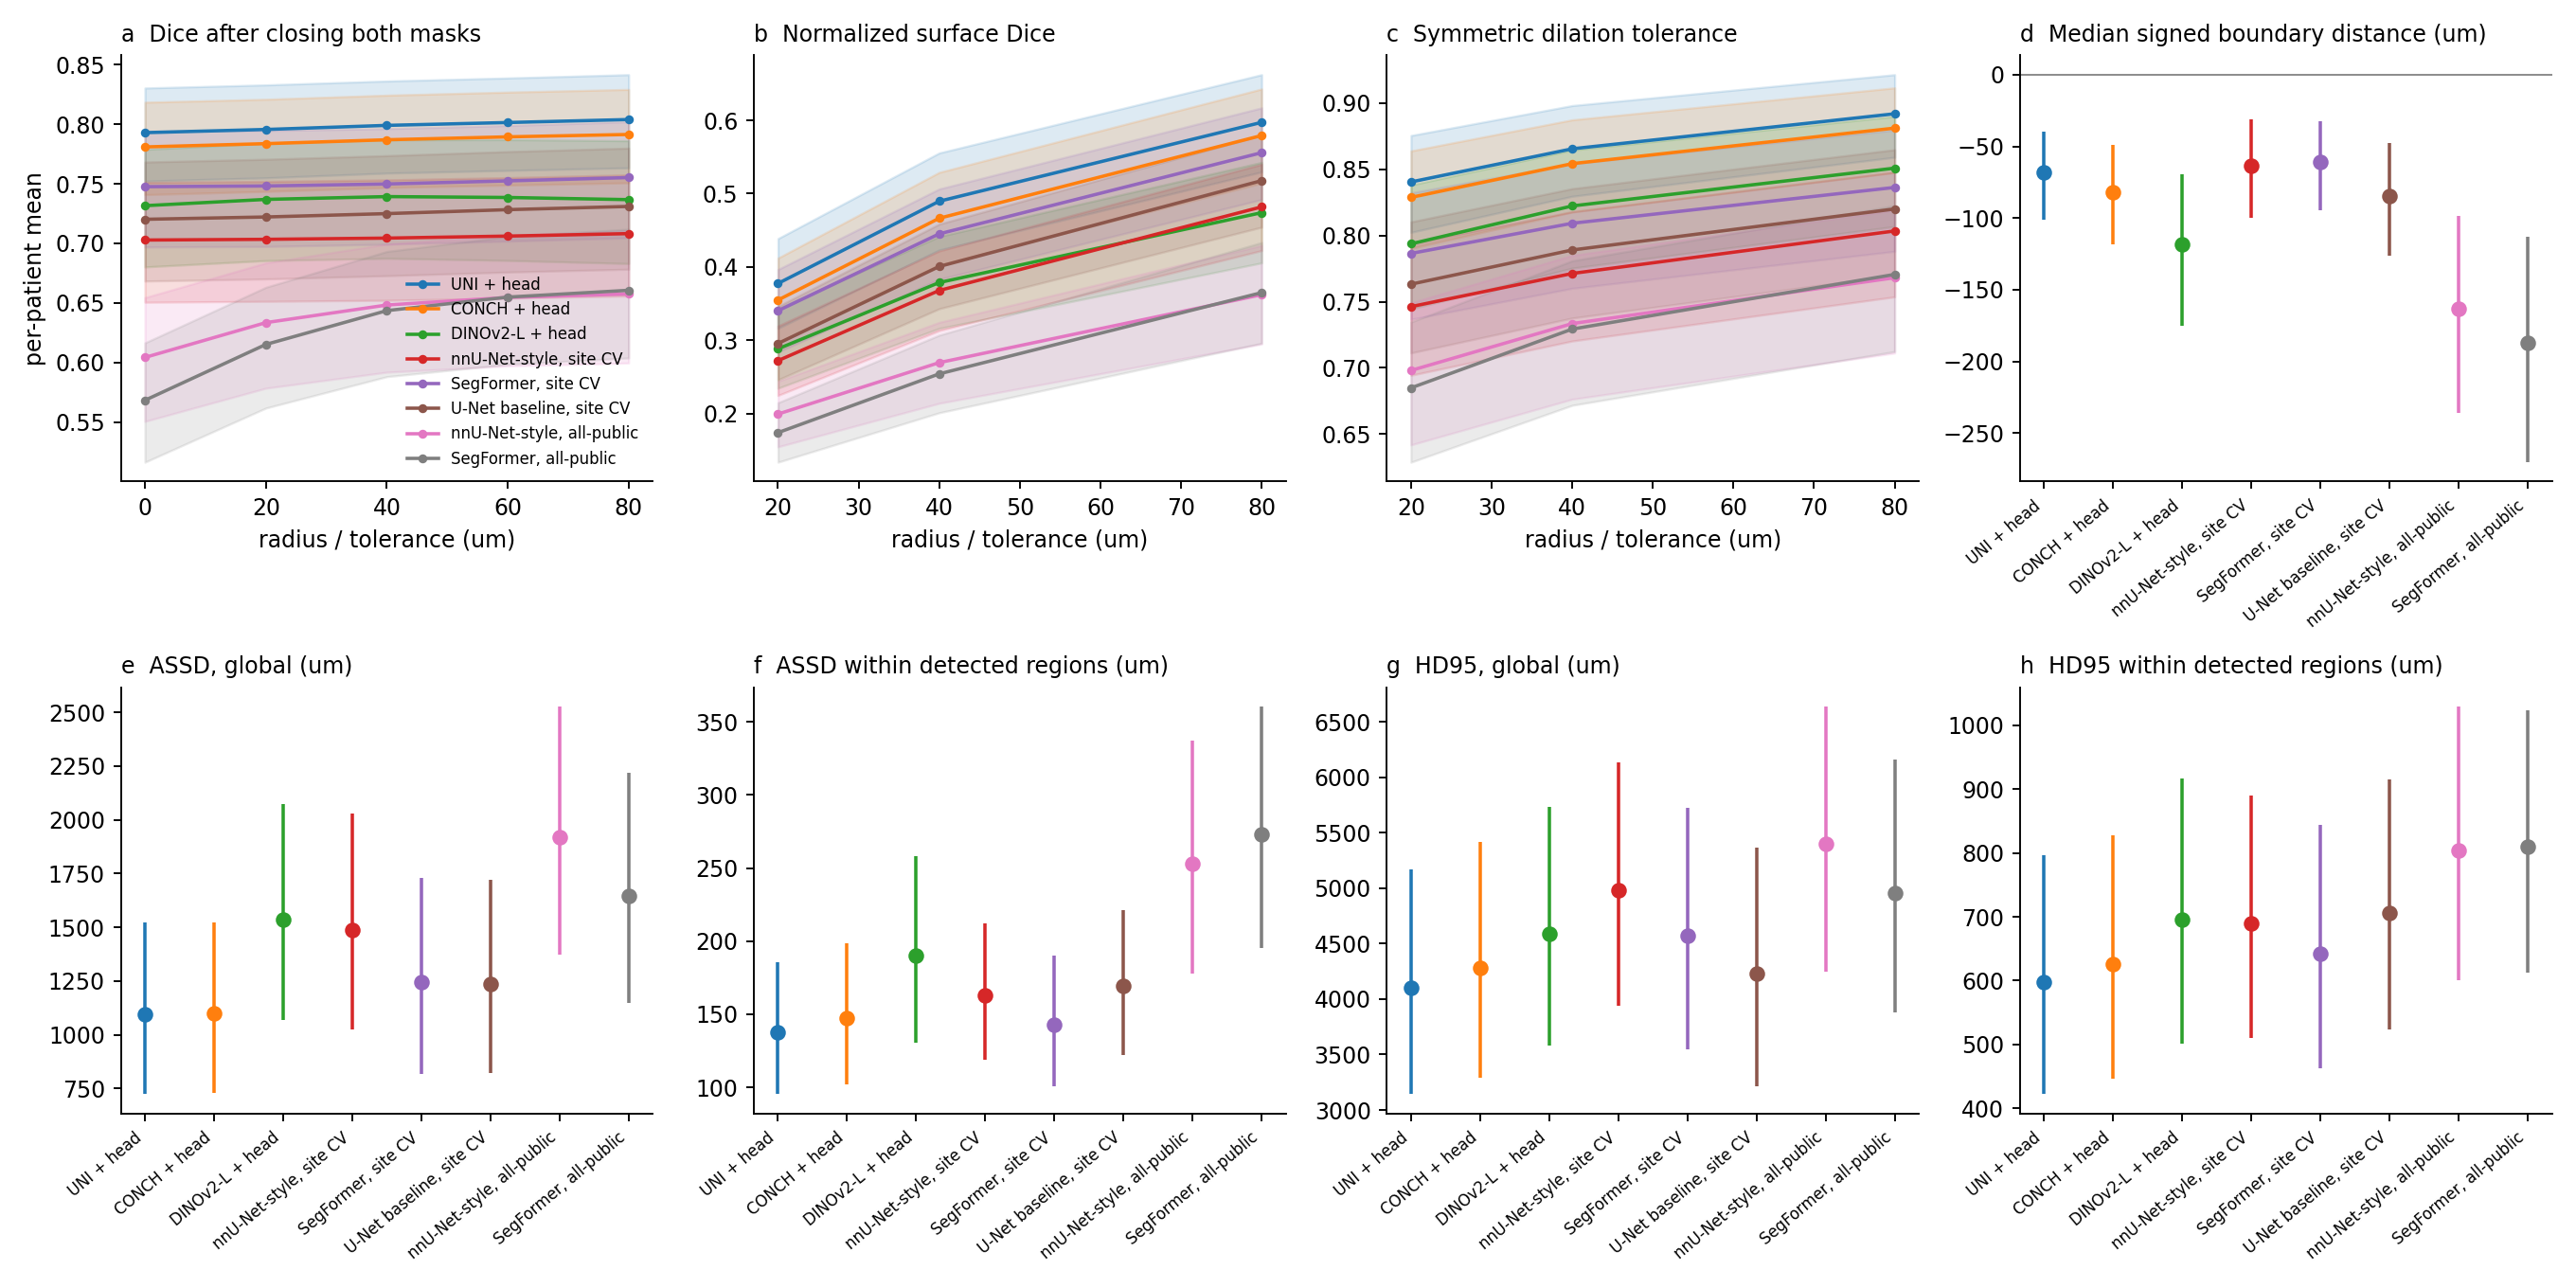 a  Dice after closing both masks
per-patient mean
0.85
0.80
0.75
0.70
0.65
0.60
0.55
UNI + head
CONCH + head
DINOv2-L + head
nnU-Net-style, site CV
SegFormer, site CV
U-Net baseline, site CV
nnU-Net-style, all-public
SegFormer, all-public
0 20 40 60 80
radius / tolerance (um)
b  Normalized surface Dice
0.6
0.5
0.4
0.3
0.2
20 30 40 50 60 70 80
radius / tolerance (um)
c  Symmetric dilation tolerance
0.90
0.85
0.80
0.75
0.70
0.65
20 30 40 50 60 70 80
radius / tolerance (um)
d  Median signed boundary distance (um)
0
−50
−100
−150
−200
−250
UNI + head
CONCH + head
DINOv2-L + head
nnU-Net-style, site CV
SegFormer, site CV
U-Net baseline, site CV
nnU-Net-style, all-public
SegFormer, all-public
e  ASSD, global (um)
2500
2250
2000
1750
1500
1250
1000
750
UNI + head
CONCH + head
DINOv2-L + head
nnU-Net-style, site CV
SegFormer, site CV
U-Net baseline, site CV
nnU-Net-style, all-public
SegFormer, all-public
f  ASSD within detected regions (um)
350
300
250
200
150
100
UNI + head
CONCH + head
DINOv2-L + head
nnU-Net-style, site CV
SegFormer, site CV
U-Net baseline, site CV
nnU-Net-style, all-public
SegFormer, all-public
g  HD95, global (um)
6500
6000
5500
5000
4500
4000
3500
3000
UNI + head
CONCH + head
DINOv2-L + head
nnU-Net-style, site CV
SegFormer, site CV
U-Net baseline, site CV
nnU-Net-style, all-public
SegFormer, all-public
h  HD95 within detected regions (um)
1000
900
800
700
600
500
400
UNI + head
CONCH + head
DINOv2-L + head
nnU-Net-style, site CV
SegFormer, site CV
U-Net baseline, site CV
nnU-Net-style, all-public
SegFormer, all-public